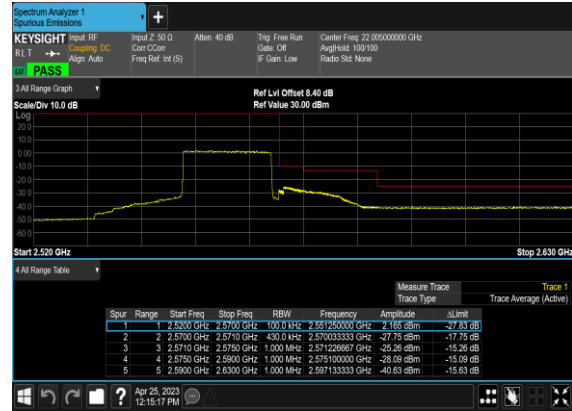 Spectrum Analyzer 1
Spurious Emissions
+
KEYSIGHT Input: RF Input Z: 50 Ω Atten: 40 dB Trig: Free Run Center Freq: 22.005000000 GHz
RLT Coupling: DC Corr CCorr Gate: Off Avg|Hold: 100/100
Align: Auto Freq Ref: Int (S) IF Gain: Low Radio Std: None
PASS
3 All Range Graph
Ref Lvl Offset 8.40 dB
Scale/Div 10.0 dB Ref Value 30.00 dBm
Log
20.0
10.0
0.00
-10.0
-20.0
-30.0
-40.0
-50.0
-60.0
Start 2.520 GHz Stop 2.630 GHz
4 All Range Table
Measure Trace Trace 1
Trace Type Trace Average (Active)
Spur Range Start Freq Stop Freq RBW Frequency Amplitude ΔLimit
1 1 2.5200 GHz 2.5700 GHz 100.0 kHz 2.551250000 GHz 2.165 dBm -27.83 dB
2 2 2.5700 GHz 2.5710 GHz 430.0 kHz 2.570033333 GHz -27.75 dBm -17.75 dB
3 3 2.5710 GHz 2.5750 GHz 1.000 MHz 2.571226667 GHz -25.26 dBm -15.26 dB
4 4 2.5750 GHz 2.5900 GHz 1.000 MHz 2.575100000 GHz -28.09 dBm -15.09 dB
5 5 2.5900 GHz 2.6300 GHz 1.000 MHz 2.597133333 GHz -40.63 dBm -15.63 dB
? Apr 25, 2023
12:15:17 PM